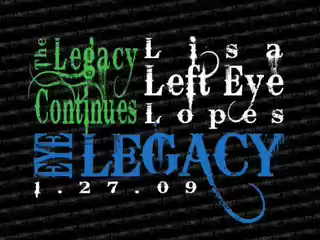 The Legacy
Continues
Lisa
Left Eye
Lopes
EYE LEGACY
1.27.09